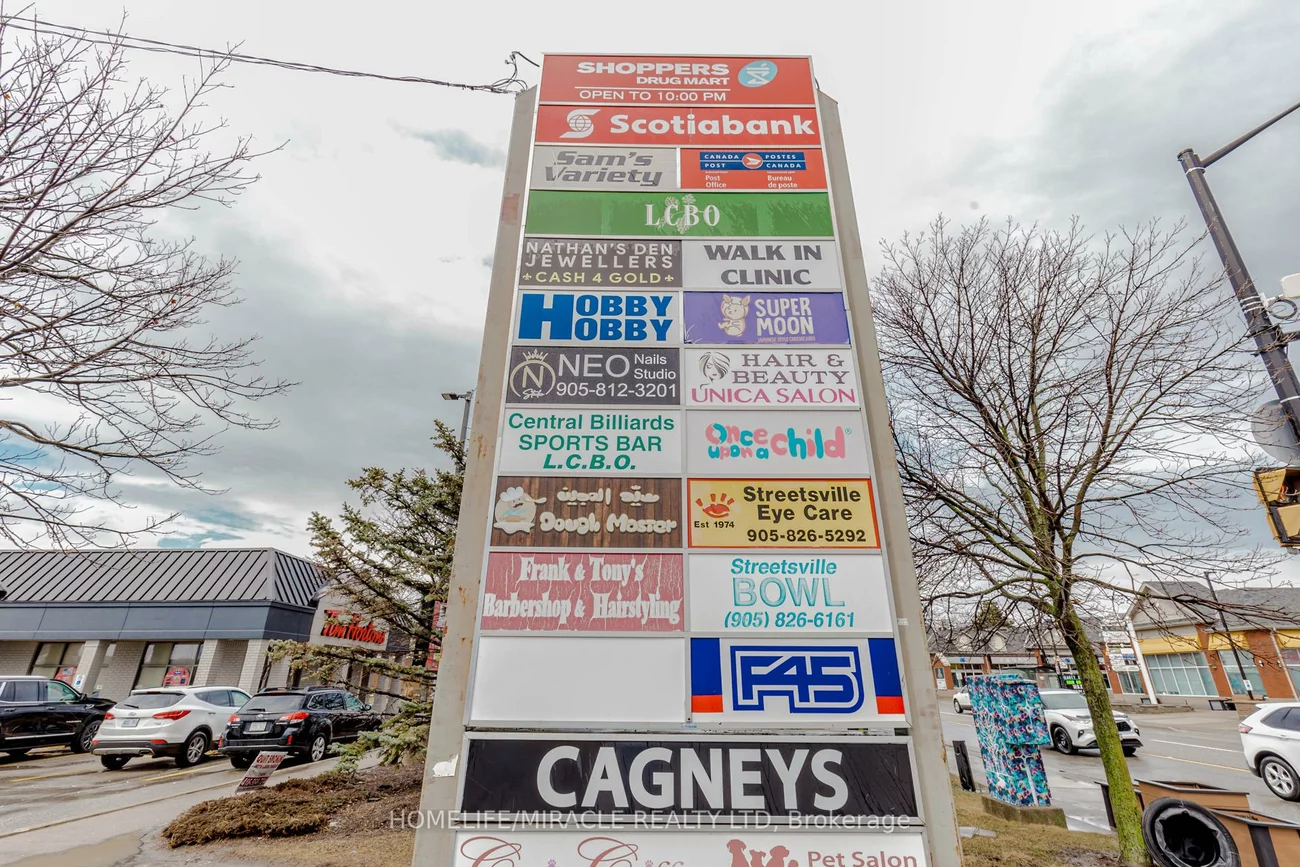 SHOPPERS
DRUG MART
OPEN TO 10:00 PM
Scotiabank
Sam's
Variety
CANADA POST
POSTES CANADA
Post Office
Bureau de poste
LCBO
NATHAN'S DEN
JEWELLERS
CASH 4 GOLD
WALK IN
CLINIC
HOBBY
HOBBY
SUPER
MOON
N
NEO Nails Studio
905-812-3201
HAIR &
BEAUTY
UNICA SALON
Central Billiards
SPORTS BAR
L.C.B.O.
Once
upon a child
Dough Master
Est 1974
Streetsville
Eye Care
905-826-5292
Frank & Tony's
Barbershop & Hairstyling
Streetsville
BOWL
(905) 826-6161
F45
CAGNEYS
HOMELIFE/MIRACLE REALTY LTD, Brokerage
Pet Salon
Tim Hortons